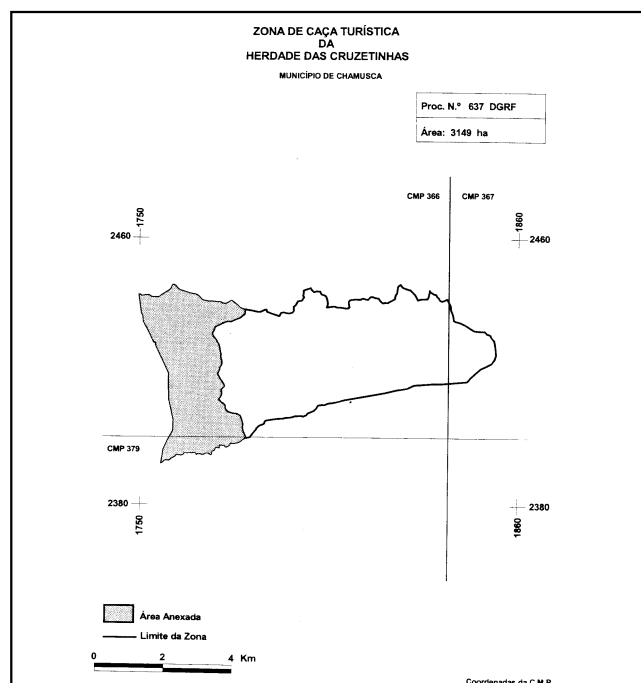 ZONA DE CAÇA TURÍSTICA
DA
HERDADE DAS CRUZETINHAS
MUNICÍPIO DE CHAMUSCA
Proc. N.º 637 DGRF
Área: 3149 ha
CMP 366
CMP 367
1750
1860
2460
2460
CMP 379
2380
2380
1750
1860
Área Anexada
Limite da Zona
0 2 4 Km
Coordenadas da C.M.P.